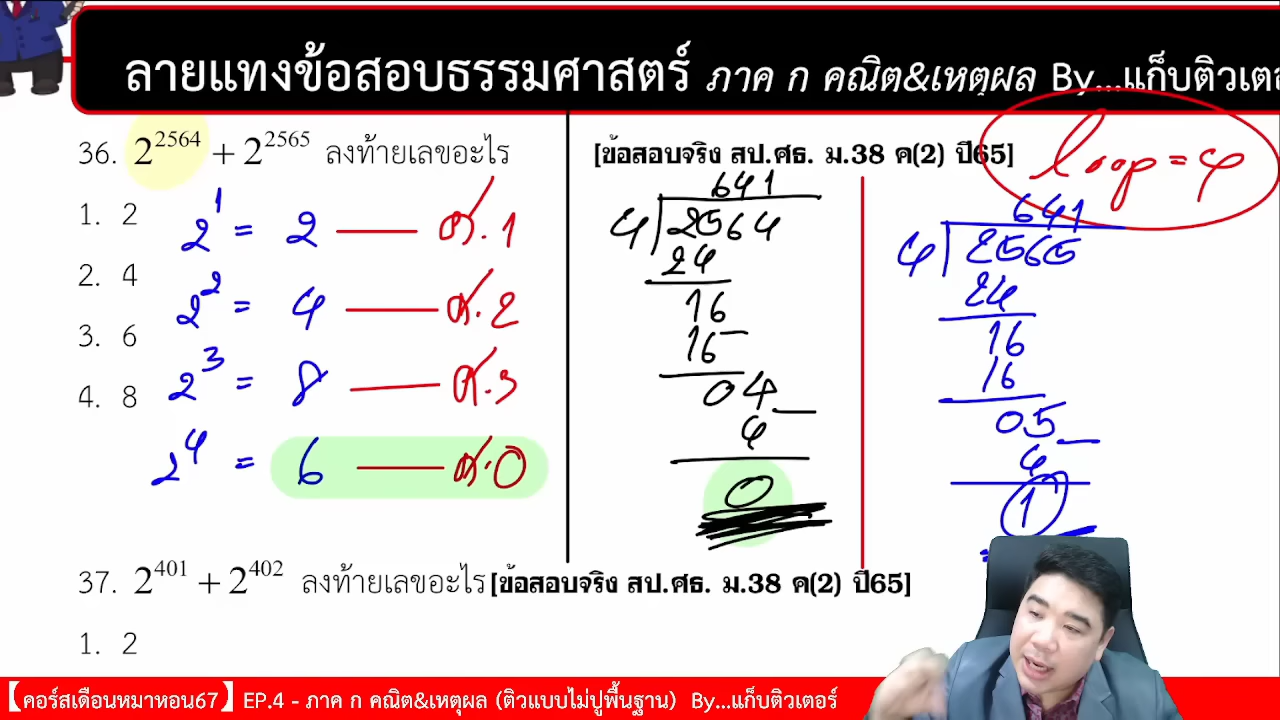 ลายแทงข้อสอบธรรมศาสตร์ ภาค ก คณิต&เหตุผล By...แก็บติวเตอ
36. 2^2564 + 2^2565 ลงท้ายเลขอะไร [ข้อสอบจริง สป.ศธ. ม.38 ค(2) ปี65]
loop = 4
1. 2
2. 4
3. 6
4. 8
2^1 = 2 — ศ.1
2^2 = 4 — ศ.2
2^3 = 8 — ศ.3
2^4 = 6 — ศ.0
641
4 2564
24
16
16
04
4
0
641
4 2565
24
16
16
05
4
1
37. 2^401 + 2^402 ลงท้ายเลขอะไร [ข้อสอบจริง สป.ศธ. ม.38 ค(2) ปี65]
1. 2
【คอร์สเดือนหมาหอน67】 EP.4 - ภาค ก คณิต&เหตุผล (ติวแบบไม่ปูพื้นฐาน) By...แก็บติวเตอร์